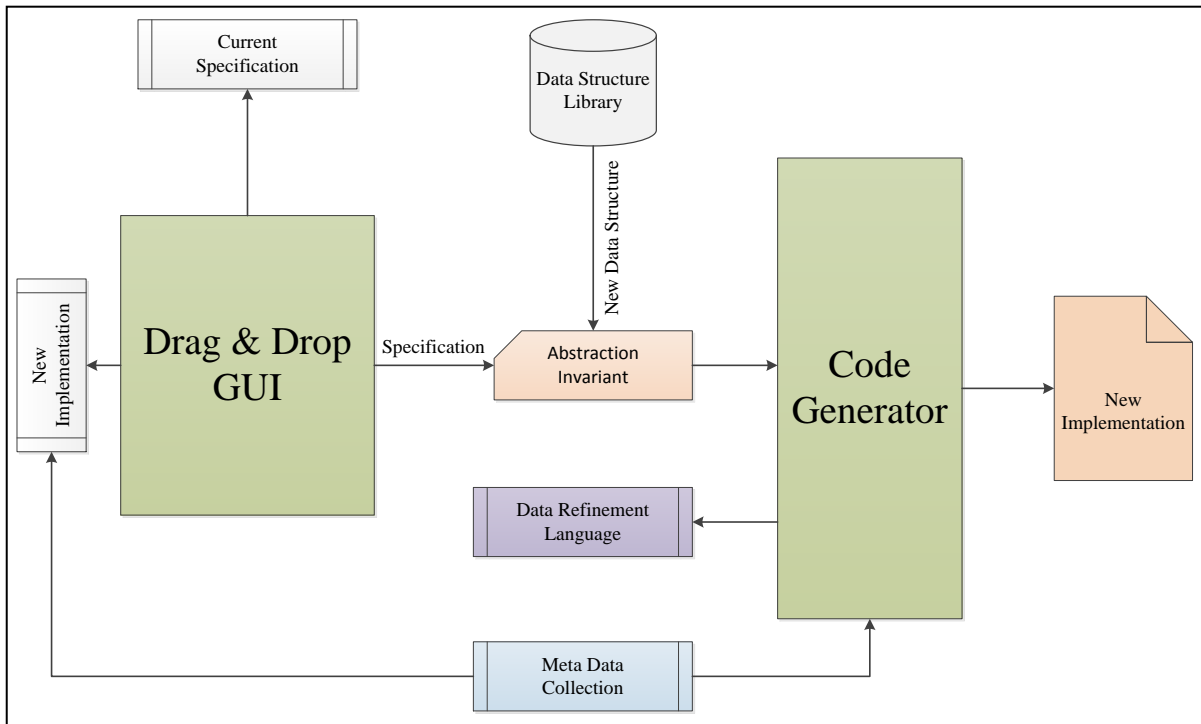 Current
Specification
Data Structure
Library
New Data Structure
New
Implementation
Drag & Drop
GUI
Specification
Abstraction
Invariant
Code
Generator
New
Implementation
Data Refinement
Language
Meta Data
Collection